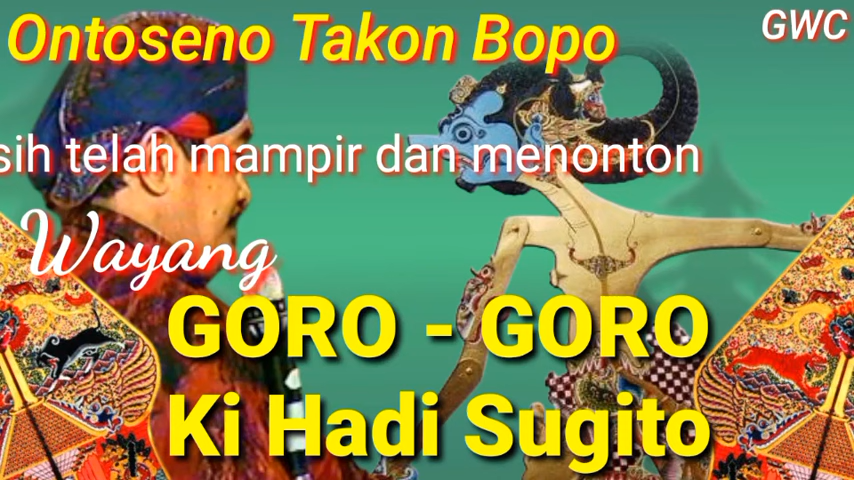 Ontoseno Takon Bopo
GWC
sih telah mampir dan menonton
Wayang
GORO - GORO
Ki Hadi Sugito